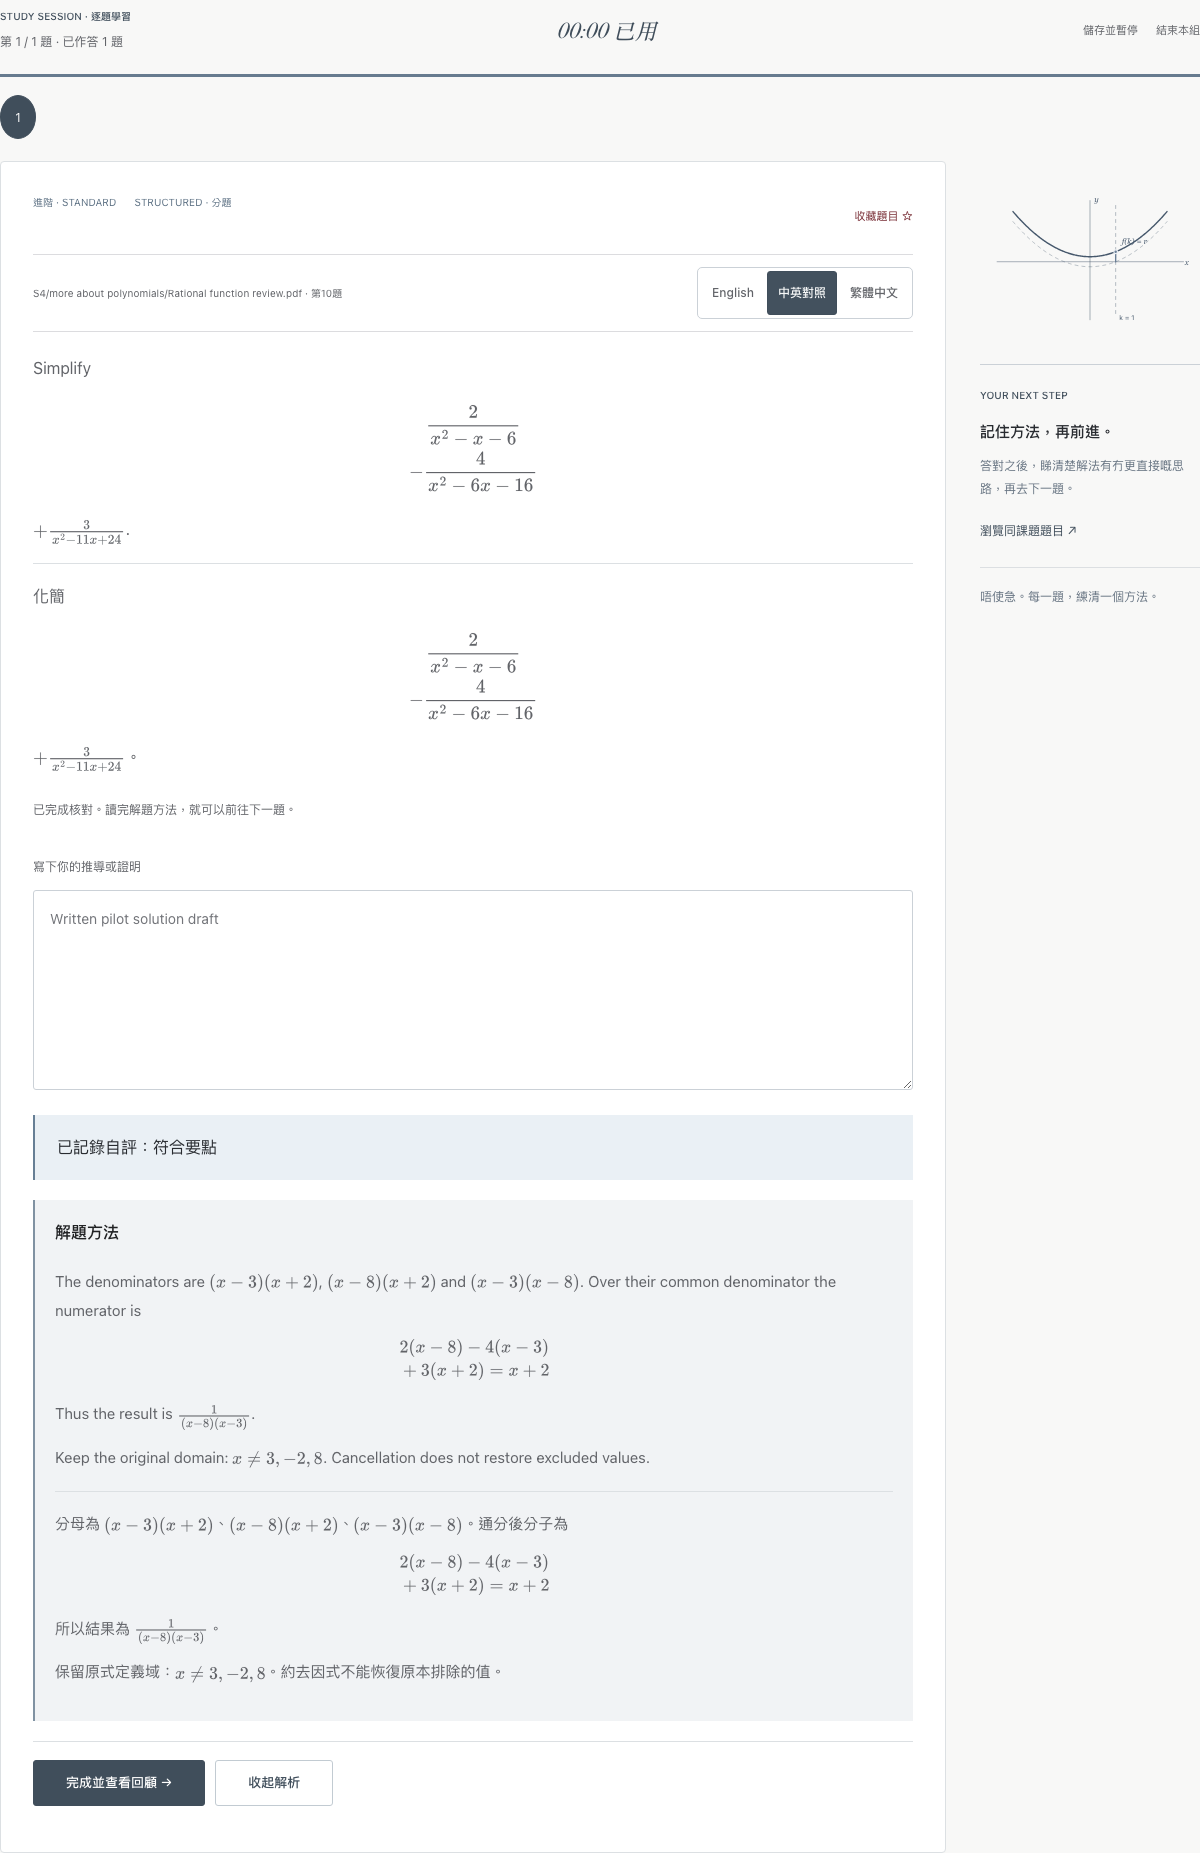 STUDY SESSION · 逐題學習
第 1 / 1 題 · 已作答 1 題
00:00 已用
儲存並暫停 結束本組
1
進階 · STANDARD STRUCTURED · 分題
收藏題目 ☆
S4/more about polynomials/Rational function review.pdf · 第10題
English 中英對照 繁體中文
Simplify
2
x² − x − 6
− 4
x² − 6x − 16
+ 3/(x²−11x+24) .
化簡
2
x² − x − 6
− 4
x² − 6x − 16
+ 3/(x²−11x+24) 。
已完成核對。讀完解題方法，就可以前往下一題。
寫下你的推導或證明
Written pilot solution draft
已記錄自評：符合要點
解題方法
The denominators are (x − 3)(x + 2), (x − 8)(x + 2) and (x − 3)(x − 8). Over their common denominator the
numerator is
2(x − 8) − 4(x − 3)
+ 3(x + 2) = x + 2
Thus the result is 1/((x−8)(x−3)).
Keep the original domain: x ≠ 3, −2, 8. Cancellation does not restore excluded values.
分母為 (x − 3)(x + 2)、(x − 8)(x + 2)、(x − 3)(x − 8)。通分後分子為
2(x − 8) − 4(x − 3)
+ 3(x + 2) = x + 2
所以結果為 1/((x−8)(x−3)) 。
保留原式定義域：x ≠ 3, −2, 8。約去因式不能恢復原本排除的值。
完成並查看回顧 → 收起解析
y
f(k) = r
x
k = 1
YOUR NEXT STEP
記住方法，再前進。
答對之後，睇清楚解法有冇更直接嘅思
路，再去下一題。
瀏覽同課題題目 ↗
唔使急。每一題，練清一個方法。